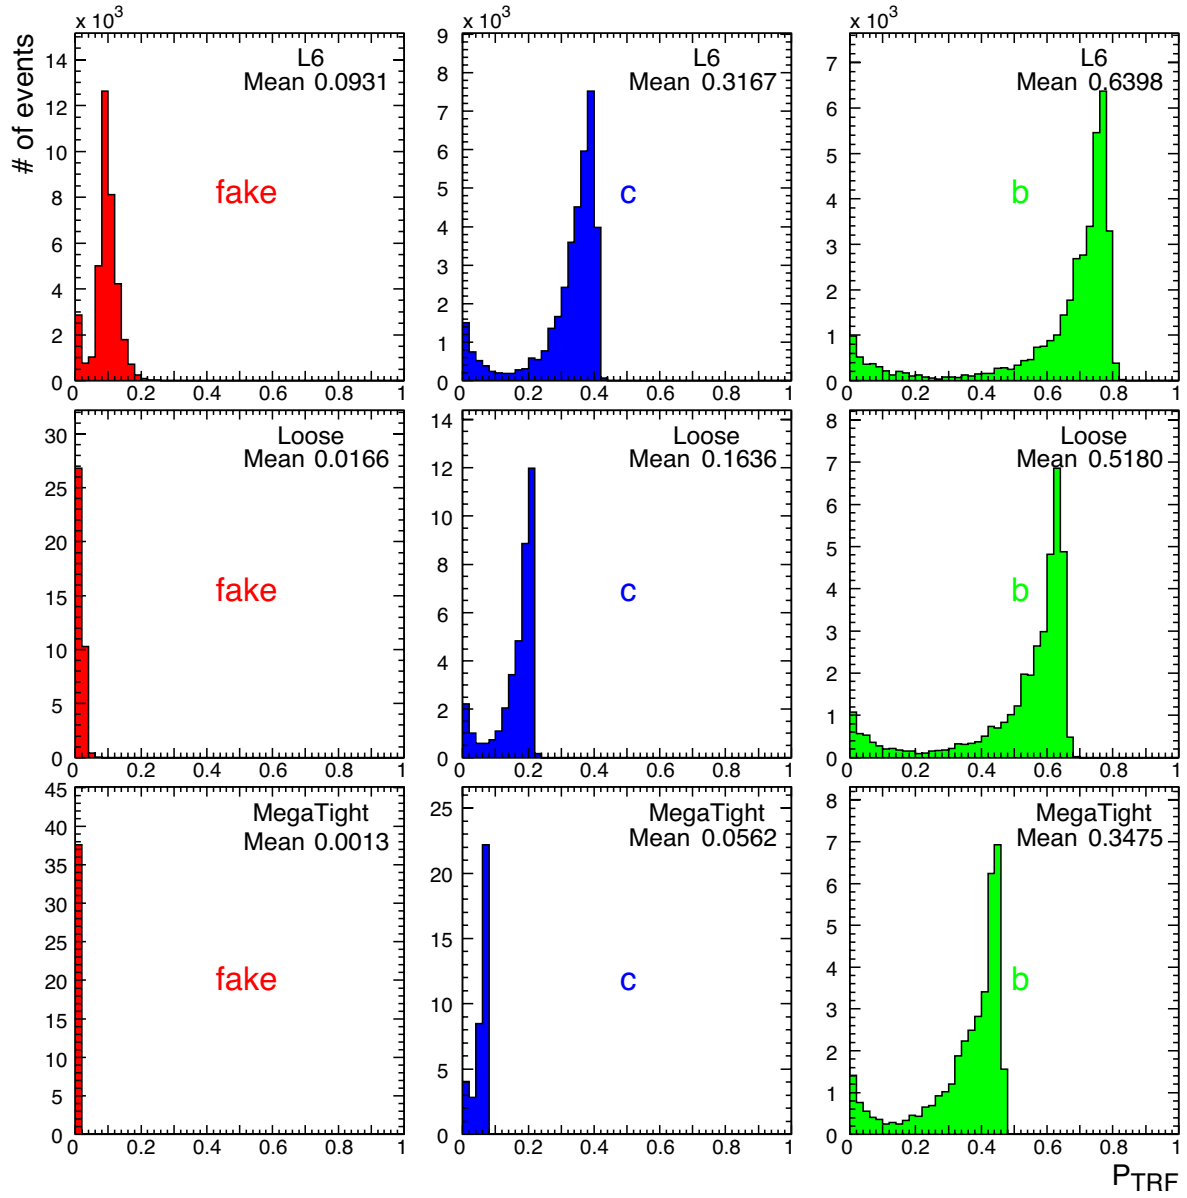 x 10³ x 10³ x 10³
# of events
L6
Mean 0.0931
fake
14
12
10
8
6
4
2
0
0 0.2 0.4 0.6 0.8 1
L6
Mean 0.3167
c
9
8
7
6
5
4
3
2
1
0
0 0.2 0.4 0.6 0.8 1
L6
Mean 0.6398
b
7
6
5
4
3
2
1
0
0 0.2 0.4 0.6 0.8 1
Loose
Mean 0.0166
fake
30
25
20
15
10
5
0
0 0.2 0.4 0.6 0.8 1
Loose
Mean 0.1636
c
14
12
10
8
6
4
2
0
0 0.2 0.4 0.6 0.8 1
Loose
Mean 0.5180
b
8
7
6
5
4
3
2
1
0
0 0.2 0.4 0.6 0.8 1
MegaTight
Mean 0.0013
fake
45
40
35
30
25
20
15
10
5
0
0 0.2 0.4 0.6 0.8 1
MegaTight
Mean 0.0562
c
25
20
15
10
5
0
0 0.2 0.4 0.6 0.8 1
MegaTight
Mean 0.3475
b
8
7
6
5
4
3
2
1
0
0 0.2 0.4 0.6 0.8 1
P_TRF